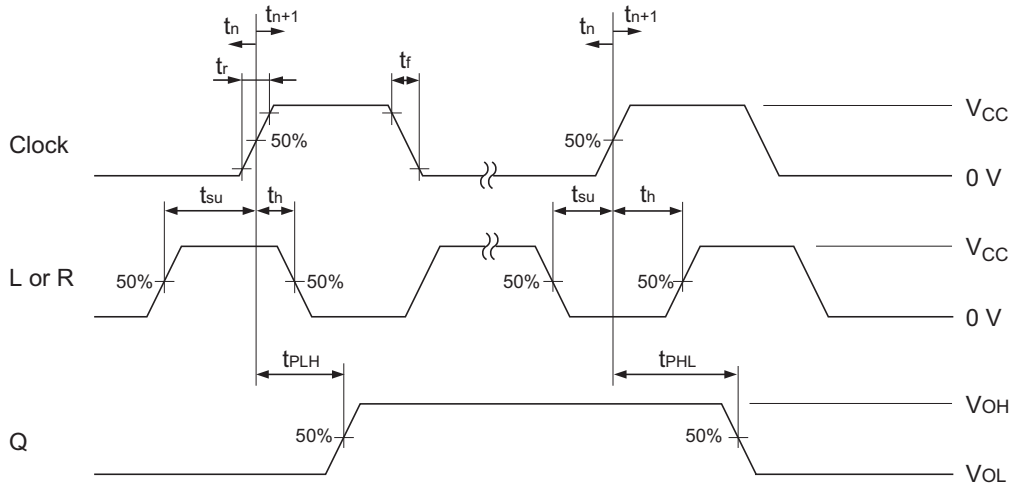 tn tn+1 tn tn+1
tr tf
VCC
Clock 50% 50%
0 V
tsu th tsu th
VCC
L or R 50% 50% 50% 50%
0 V
tPLH tPHL
VOH
Q 50% 50%
VOL